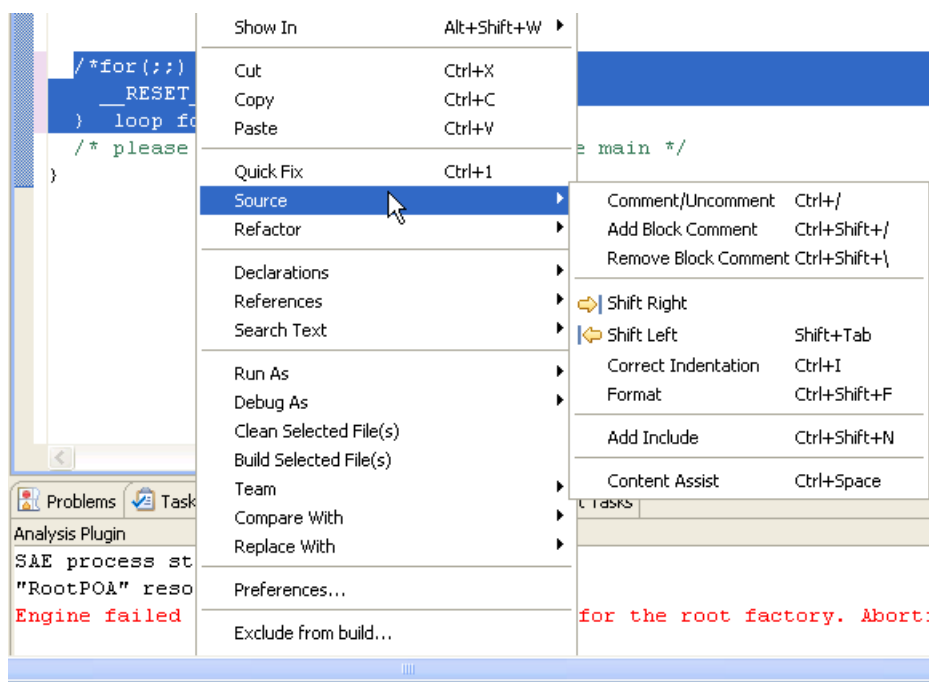 Show In Alt+Shift+W
/*for(;;)
Cut Ctrl+X
__RESET_
Copy Ctrl+C
} loop fo
Paste Ctrl+V
/* please
e main */
}
Quick Fix Ctrl+1
Source
Comment/Uncomment Ctrl+/
Refactor
Add Block Comment Ctrl+Shift+/
Remove Block Comment Ctrl+Shift+\
Declarations
References
Shift Right
Search Text
Shift Left Shift+Tab
Correct Indentation Ctrl+I
Run As
Format Ctrl+Shift+F
Debug As
Clean Selected File(s)
Add Include Ctrl+Shift+N
Build Selected File(s)
Content Assist Ctrl+Space
Team
Problems Task
t Tasks
Compare With
Analysis Plugin
Replace With
SAE process st
"RootPOA" reso
Preferences...
Engine failed
for the root factory. Abort
Exclude from build...